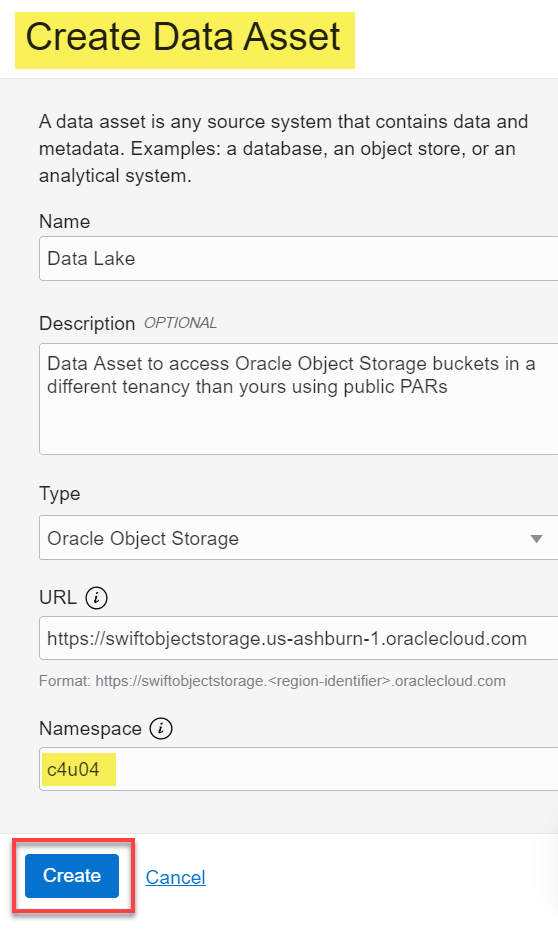 Create Data Asset
A data asset is any source system that contains data and
metadata. Examples: a database, an object store, or an
analytical system.
Name
Data Lake
Description OPTIONAL
Data Asset to access Oracle Object Storage buckets in a
different tenancy than yours using public PARs
Type
Oracle Object Storage
URL i
https://swiftobjectstorage.us-ashburn-1.oraclecloud.com
Format: https://swiftobjectstorage.<region-identifier>.oraclecloud.com
Namespace i
c4u04
Create Cancel